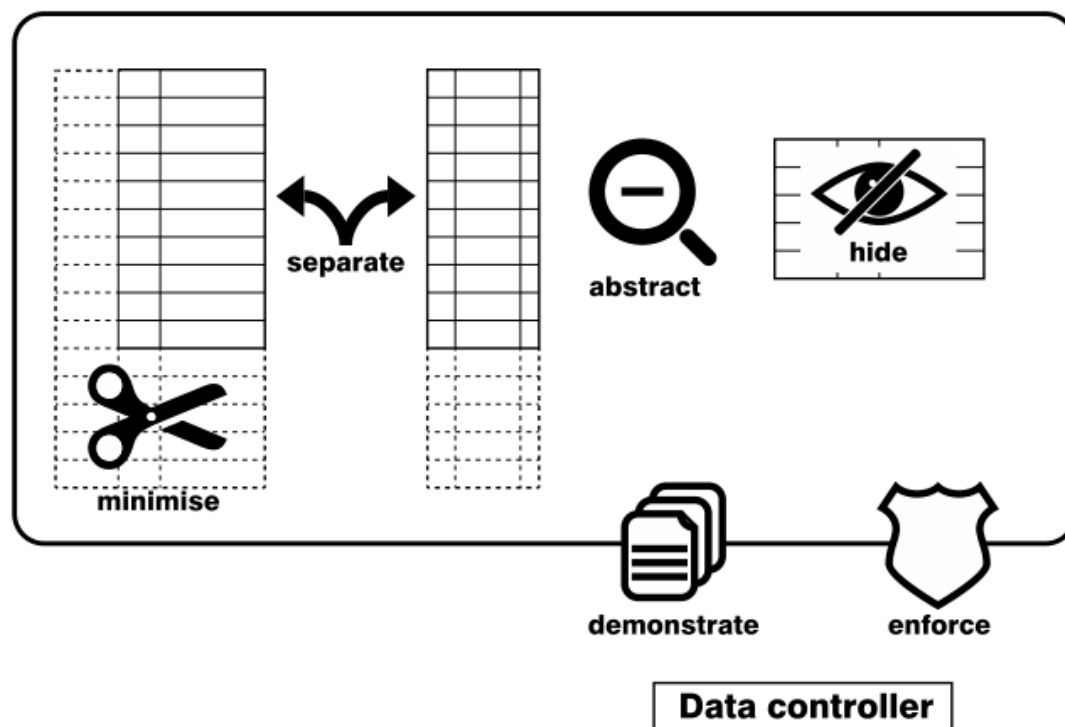 separate
abstract
hide
minimise
demonstrate
enforce
Data controller